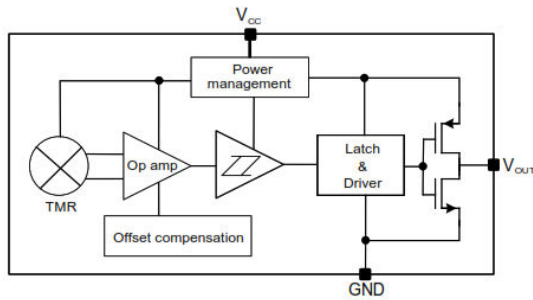 Vcc
Power
management
Op amp
Latch
&
Driver
VOUT
TMR
Offset compensation
GND